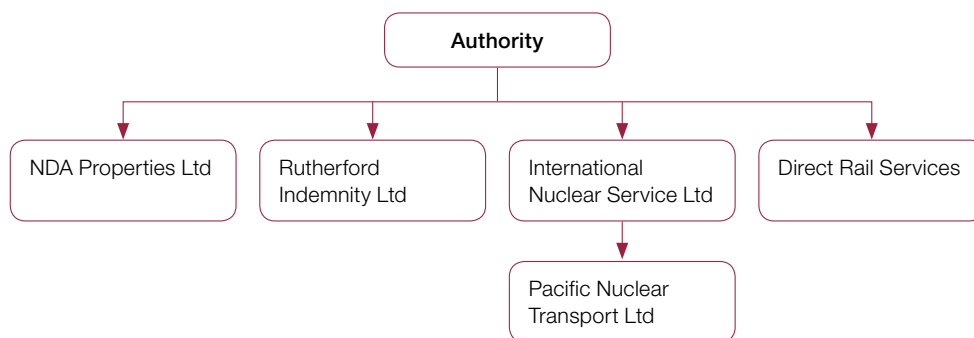 Authority
NDA Properties Ltd
Rutherford
Indemnity Ltd
International
Nuclear Service Ltd
Direct Rail Services
Pacific Nuclear
Transport Ltd